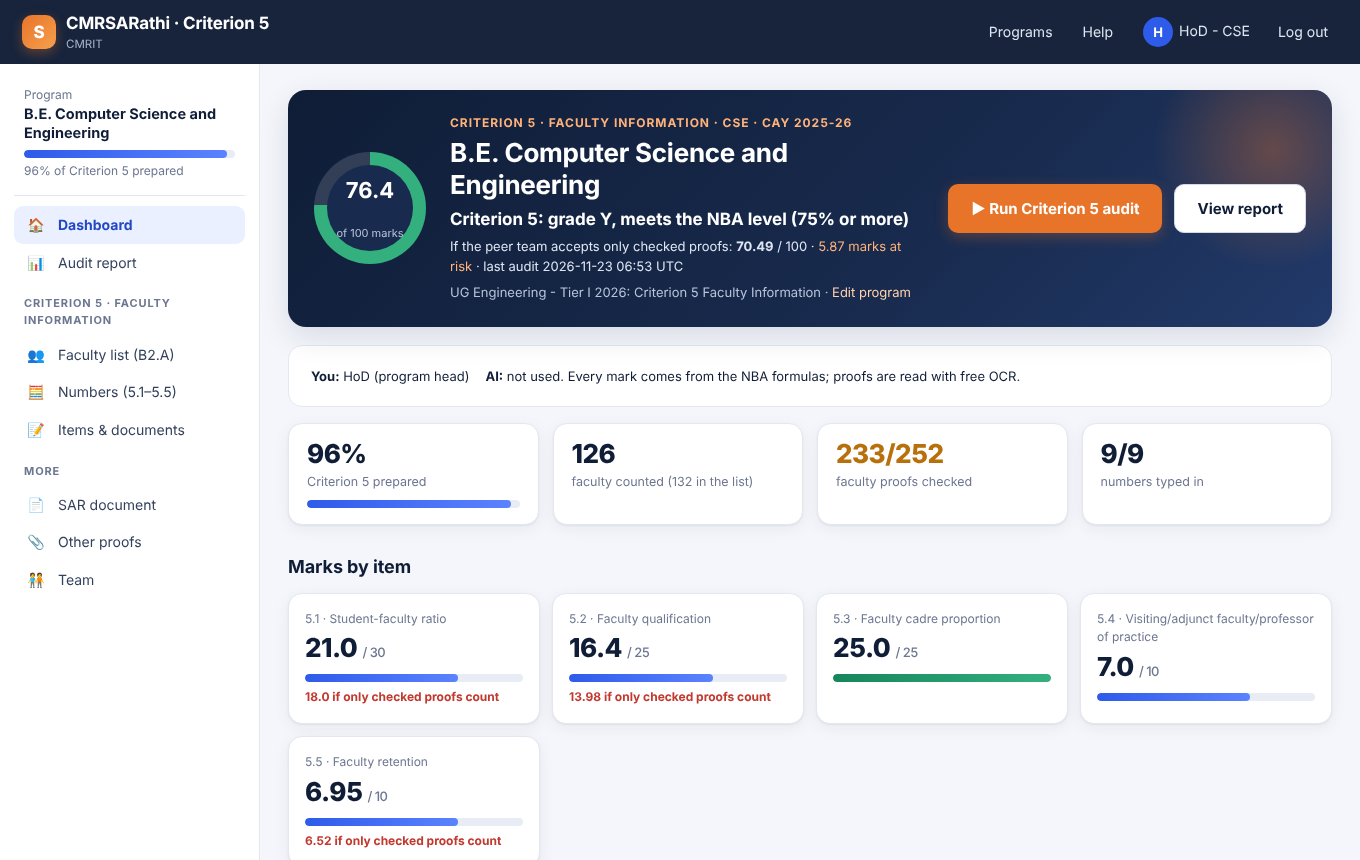 S
CMRSARathi · Criterion 5
CMRIT
Programs
Help
H
HoD - CSE
Log out
Program
B.E. Computer Science and
Engineering
96% of Criterion 5 prepared
Dashboard
Audit report
CRITERION 5 · FACULTY
INFORMATION
Faculty list (B2.A)
Numbers (5.1–5.5)
Items & documents
MORE
SAR document
Other proofs
Team
76.4
of 100 marks
CRITERION 5 · FACULTY INFORMATION · CSE · CAY 2025-26
B.E. Computer Science and
Engineering
Criterion 5: grade Y, meets the NBA level (75% or more)
If the peer team accepts only checked proofs: 70.49 / 100 · 5.87 marks at
risk · last audit 2026-11-23 06:53 UTC
UG Engineering - Tier I 2026: Criterion 5 Faculty Information · Edit program
▶ Run Criterion 5 audit
View report
You: HoD (program head) AI: not used. Every mark comes from the NBA formulas; proofs are read with free OCR.
96%
Criterion 5 prepared
126
faculty counted (132 in the list)
233/252
faculty proofs checked
9/9
numbers typed in
Marks by item
5.1 · Student-faculty ratio
21.0 / 30
18.0 if only checked proofs count
5.2 · Faculty qualification
16.4 / 25
13.98 if only checked proofs count
5.3 · Faculty cadre proportion
25.0 / 25
5.4 · Visiting/adjunct faculty/professor
of practice
7.0 / 10
5.5 · Faculty retention
6.95 / 10
6.52 if only checked proofs count